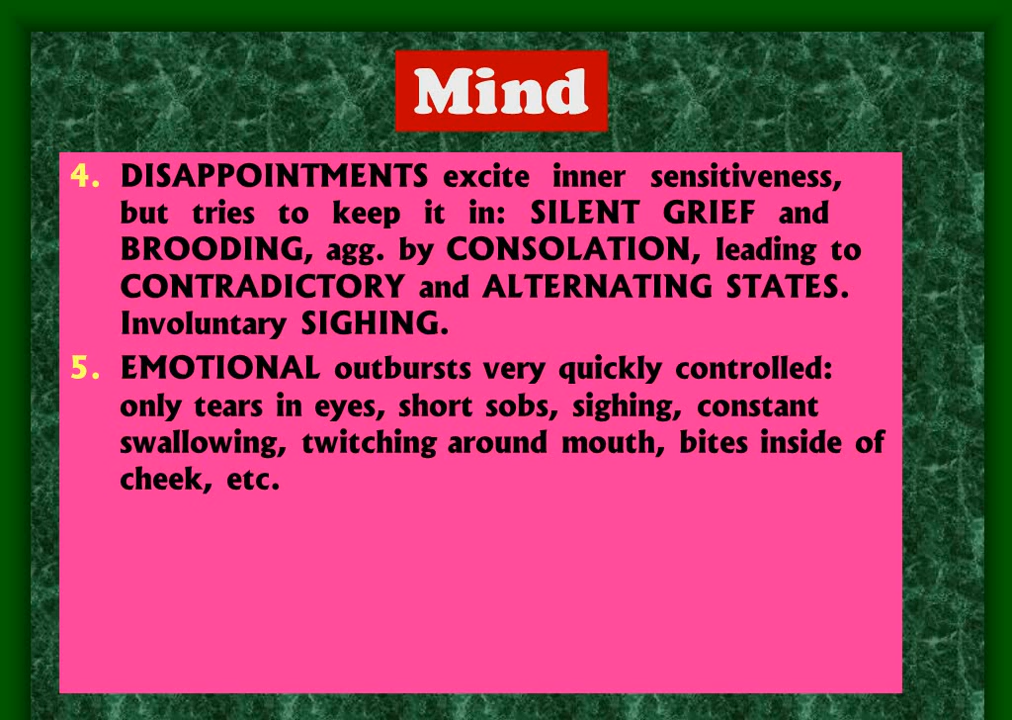 Mind
4. DISAPPOINTMENTS excite inner sensitiveness,
but tries to keep it in: SILENT GRIEF and
BROODING, agg. by CONSOLATION, leading to
CONTRADICTORY and ALTERNATING STATES.
Involuntary SIGHING.
5. EMOTIONAL outbursts very quickly controlled:
only tears in eyes, short sobs, sighing, constant
swallowing, twitching around mouth, bites inside of
cheek, etc.